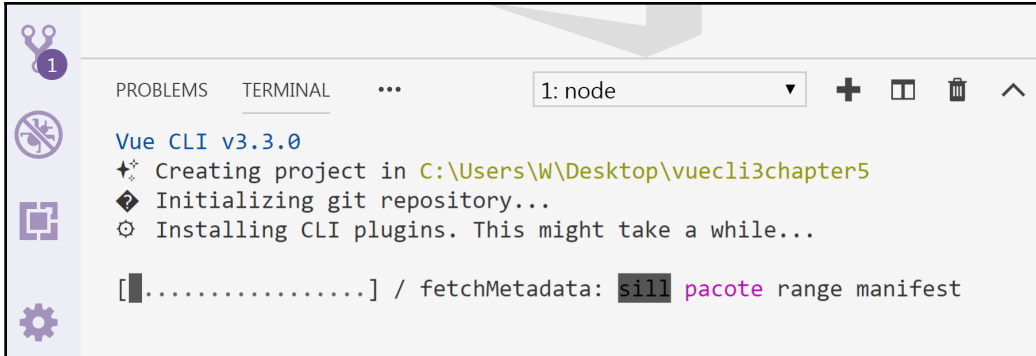 1
PROBLEMS TERMINAL ••• 1: node
Vue CLI v3.3.0
Creating project in C:\Users\W\Desktop\vuecli3chapter5
� Initializing git repository...
⚙ Installing CLI plugins. This might take a while...
[ .................] / fetchMetadata: sill pacote range manifest